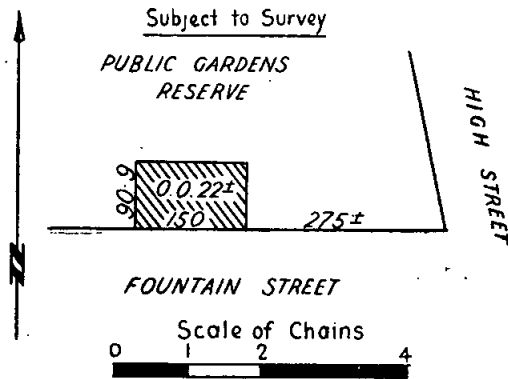 Subject to Survey
PUBLIC GARDENS
RESERVE
HIGH STREET
90.9
0.0.22±
150
275±
N
FOUNTAIN STREET
Scale of Chains
0 1 2 4